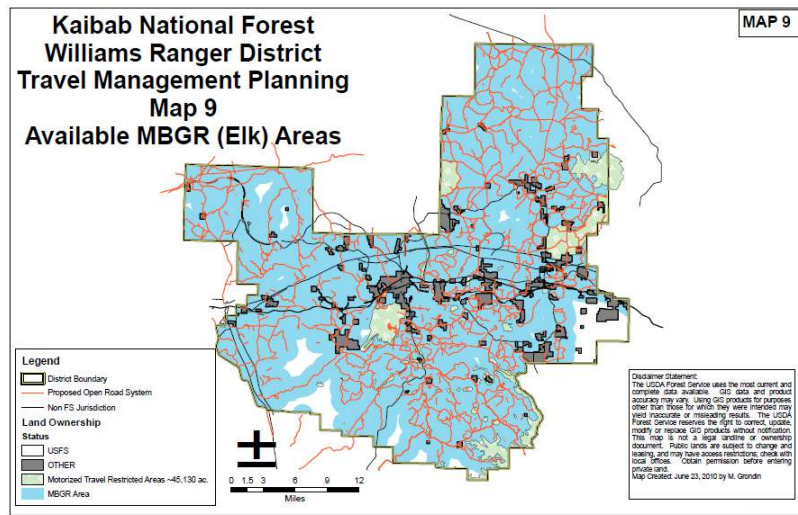 Kaibab National Forest
Williams Ranger District
Travel Management Planning
Map 9
Available MBGR (Elk) Areas
MAP 9
Legend
District Boundary
Proposed Open Road System
Non FS Jurisdiction
Land Ownership
Status
USFS
OTHER
Motorized Travel Restricted Areas ~45,130 ac.
MBGR Area
0 1.5 3 6 9 12
Miles
Disclaimer Statement:
The USDA Forest Service uses the most current and
complete data available. GIS data and product
accuracy may vary. Using GIS products for purposes
other than those for which they were intended may
yield inaccurate or misleading results. The USDA
Forest Service reserves the right to correct, update,
modify or replace GIS products without notification.
This map is not a legal landline or ownership
document. Public lands are subject to change and
leasing, and may have access restrictions; check with
local offices. Obtain permission before entering
private land.
Map Created: June 23, 2010 by M. Grondin